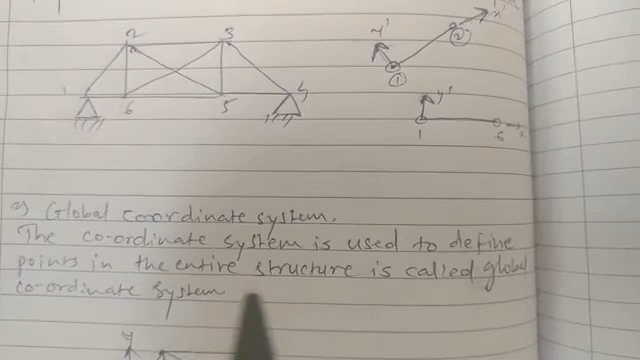 2 3
y' x'
②
①
1 6 5 4
y'
1 6 x
2) Global coordinate system.
The co-ordinate system is used to define
points in the entire structure is called global
co-ordinate system
y